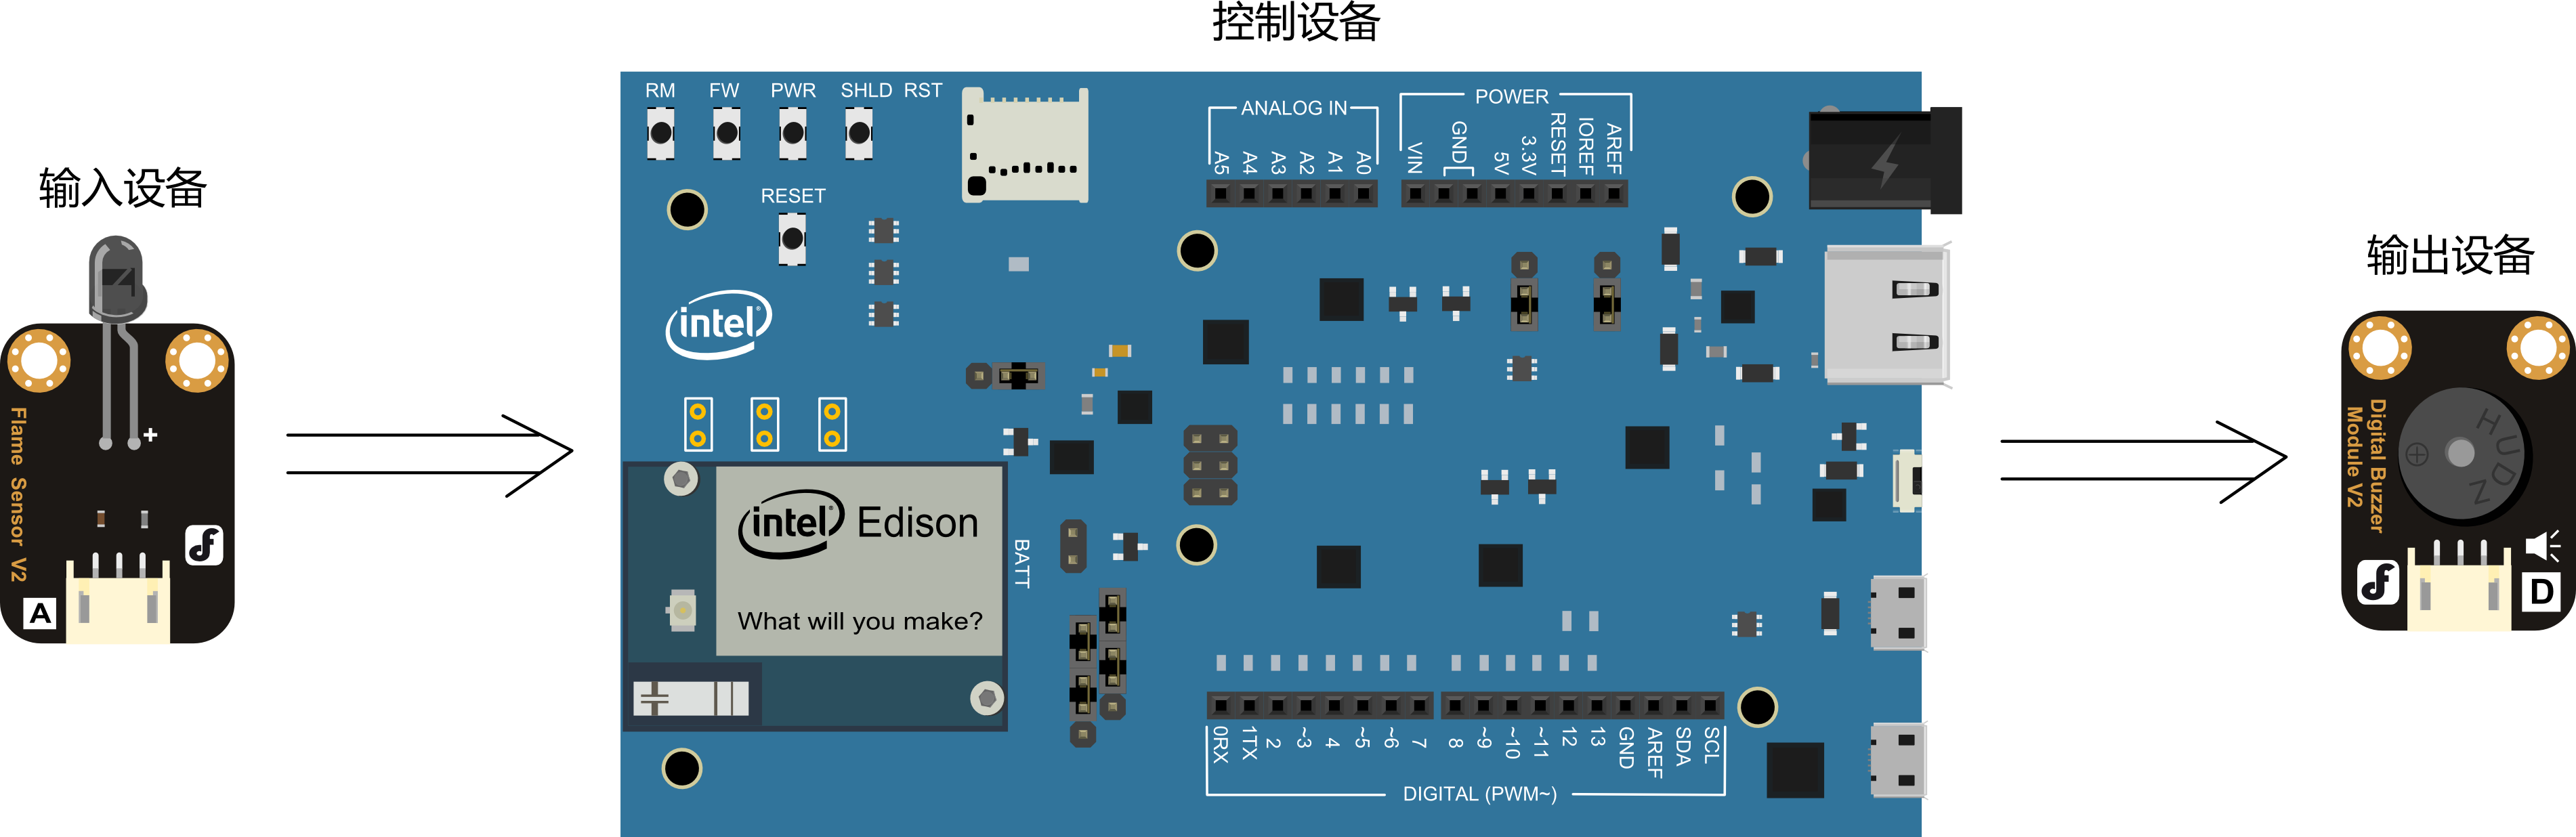 控制设备
输入设备
输出设备
Flame Sensor V2
A
RM FW PWR SHLD RST
RESET
intel®
intel® Edison
What will you make?
BATT
ANALOG IN
A5 A4 A3 A2 A1 A0
POWER
VIN GND 5V 3.3V RESET IOREF AREF
0RX 1TX 2 ~3 4 ~5 ~6 7 8 ~9 ~10 ~11 12 13 GND AREF SDA SCL
DIGITAL (PWM~)
Digital Buzzer
Module V2
HUDZ
D